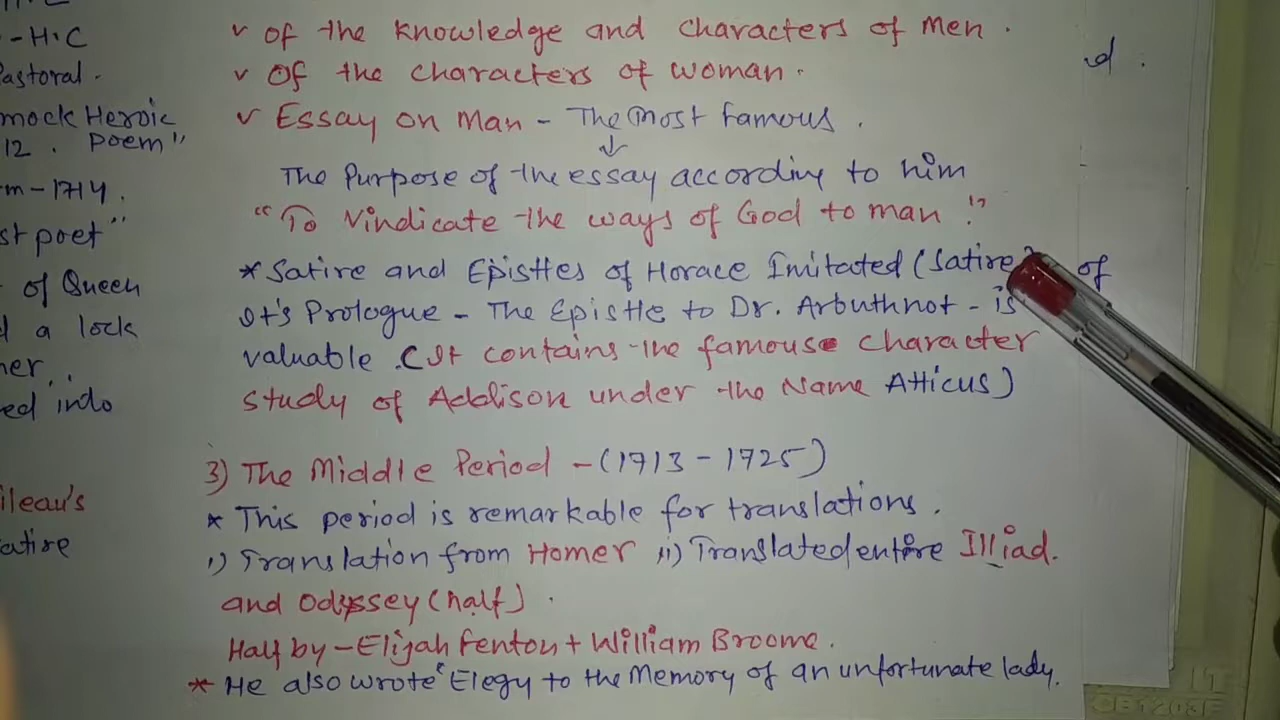 -H.C
Pastoral.
mock Heroic
12. Poem"
m-1714.
st poet"
of Queen
d a lock
her,..
ed into
ileau's
atire
✓ Of the knowledge and characters of Men.
✓ Of the characters of woman.
✓ Essay on Man - The most famous.
↓
The Purpose of the essay according to him
"To Vindicate the ways of God to man!"
* Satire and Epistles of Horace Imitated (Satire) of
It's Prologue - The Epistle to Dr. Arbuthnot - is
valuable. (It contains the famouse character
study of Addison under the Name Atticus)
3) The Middle Period - (1713-1725)
* This period is remarkable for translations.
i) Translation from Homer ii) Translated entire Illiad.
and Odyssey (half).
Half by - Elijah Fenton + William Broome.
* He also wrote "Elegy to the Memory of an unfortunate lady.
d.